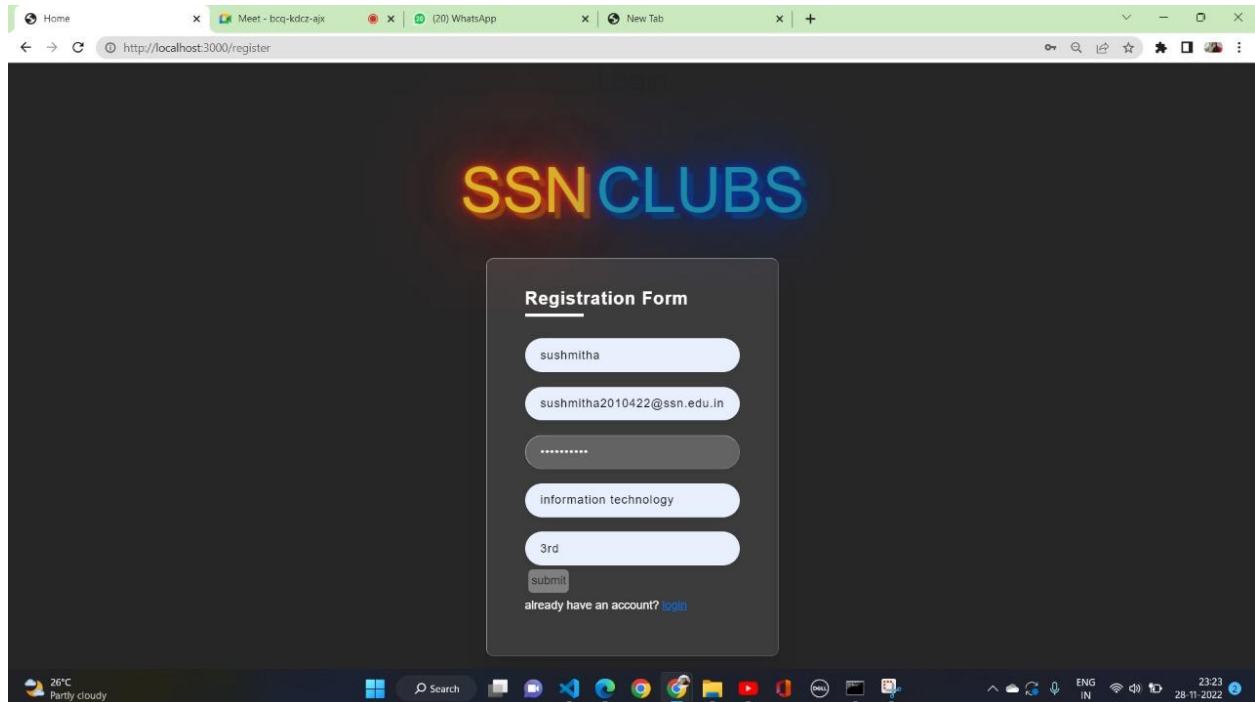 Home
Meet - bcq-kdcz-ajx
(20) WhatsApp
New Tab
http://localhost:3000/register
Login
SSN CLUBS
Registration Form
sushmitha
sushmitha2010422@ssn.edu.in
••••••••••
information technology
3rd
submit
already have an account? login
26°C
Partly cloudy
Search
ENG
IN
23:23
28-11-2022
2